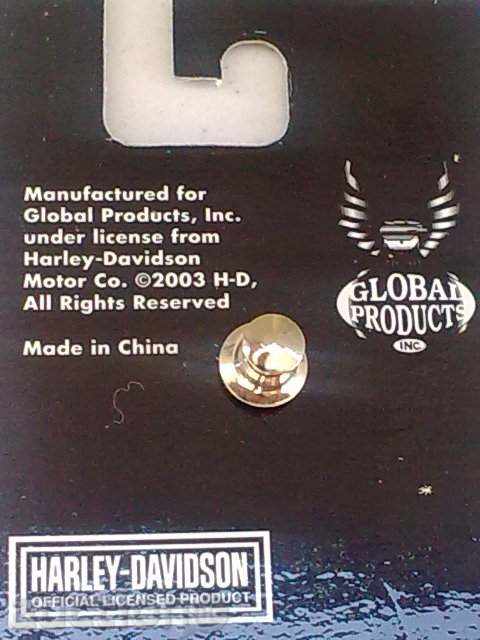 Manufactured for
Global Products, Inc.
under license from
Harley-Davidson
Motor Co. ©2003 H-D,
All Rights Reserved
Made in China
GLOBAL
PRODUCTS
INC.
HARLEY-DAVIDSON
OFFICIAL LICENSED PRODUCT